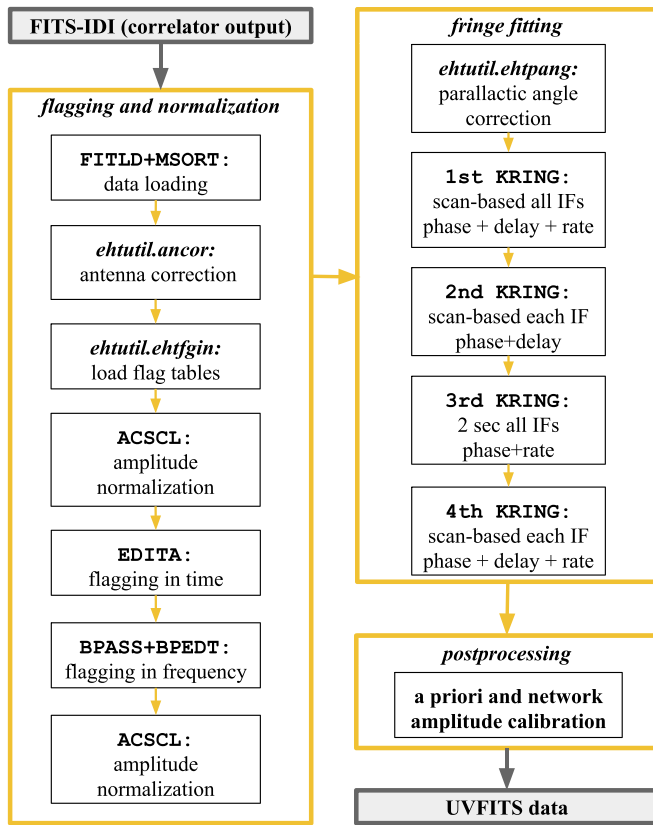 FITS-IDI (correlator output)
flagging and normalization
FITLD+MSORT:
data loading
ehtutil.ancor:
antenna correction
ehtutil.ehtfgin:
load flag tables
ACSCL:
amplitude
normalization
EDITA:
flagging in time
BPASS+BPEDT:
flagging in frequency
ACSCL:
amplitude
normalization
fringe fitting
ehtutil.ehtpang:
parallactic angle
correction
1st KRING:
scan-based all IFs
phase + delay + rate
2nd KRING:
scan-based each IF
phase+delay
3rd KRING:
2 sec all IFs
phase+rate
4th KRING:
scan-based each IF
phase + delay + rate
postprocessing
a priori and network
amplitude calibration
UVFITS data